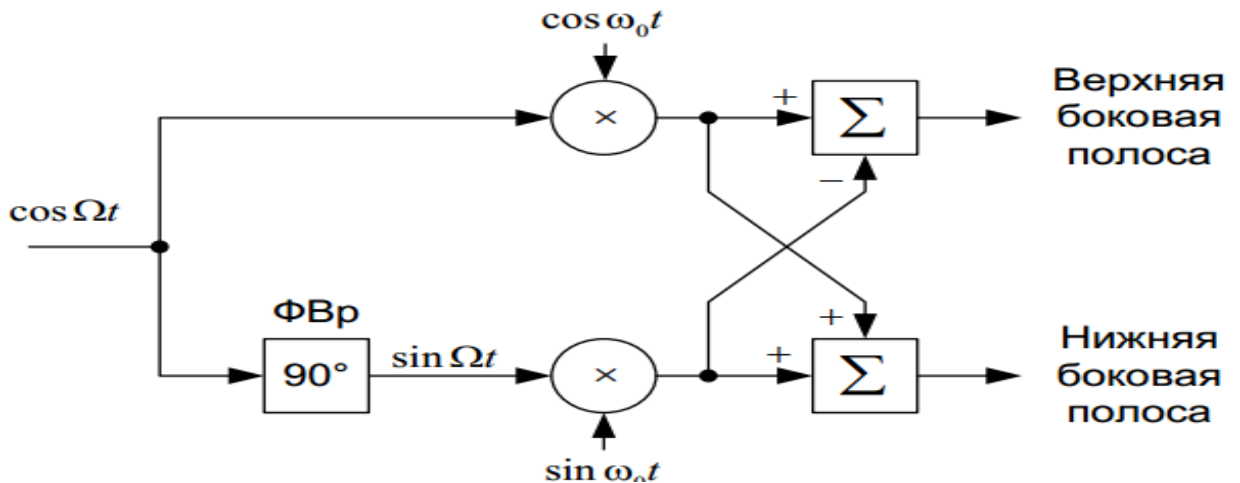 cos ω₀t
+
Σ
Верхняя
боковая
полоса
×
−
cos Ωt
ФВр
90°
sin Ωt
×
+
+
Σ
Нижняя
боковая
полоса
sin ω₀t